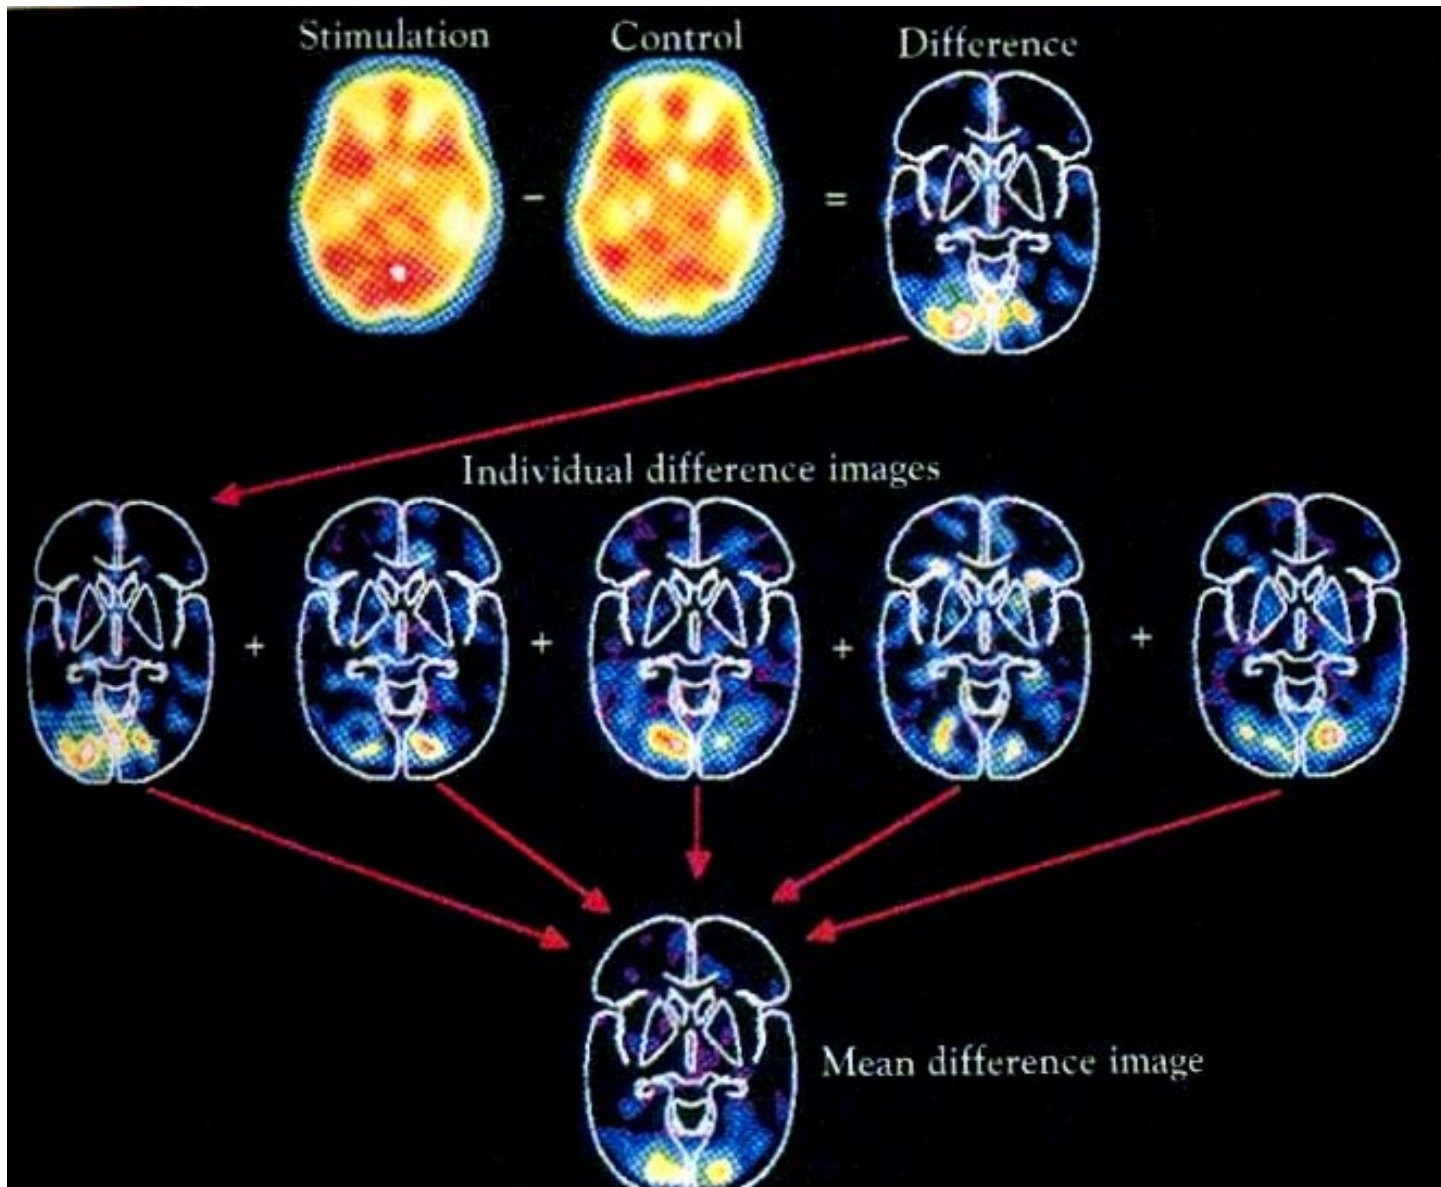 Stimulation
Control
Difference
−
=
Individual difference images
+
+
+
+
Mean difference image